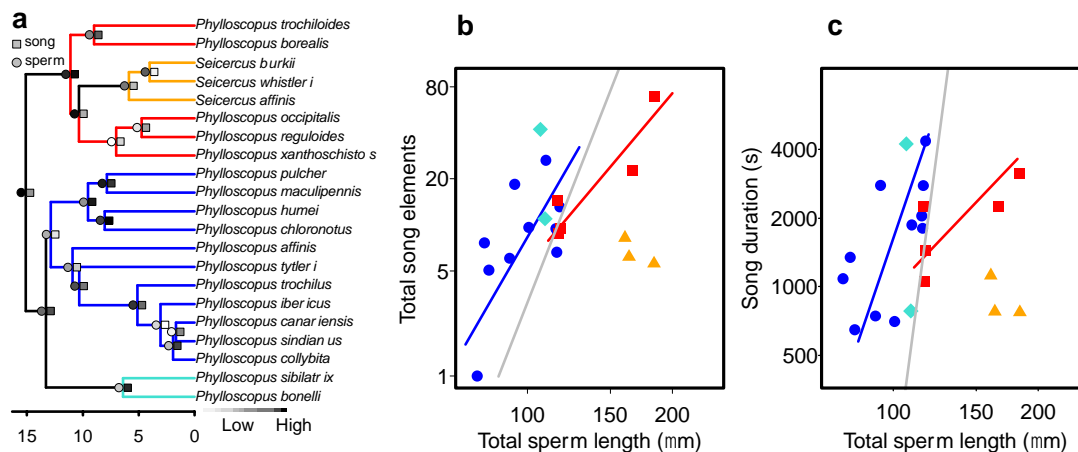 a
song
sperm
Phylloscopus trochiloides
Phylloscopus borealis
Seicercus b urkii
Seicercus whistler i
Seicercus affinis
Phylloscopus occipitalis
Phylloscopus reguloides
Phylloscopus xanthoschisto s
Phylloscopus pulcher
Phylloscopus maculipennis
Phylloscopus humei
Phylloscopus chloronotus
Phylloscopus affinis
Phylloscopus tytler i
Phylloscopus trochilus
Phylloscopus iber icus
Phylloscopus canar iensis
Phylloscopus sindian us
Phylloscopus collybita
Phylloscopus sibilatr ix
Phylloscopus bonelli
Low High
15 10 5 0
b
Total song elements
80
20
5
1
100 150 200
Total sperm length (mm)
c
Song duration (s)
4000
2000
1000
500
100 150 200
Total sperm length (mm)